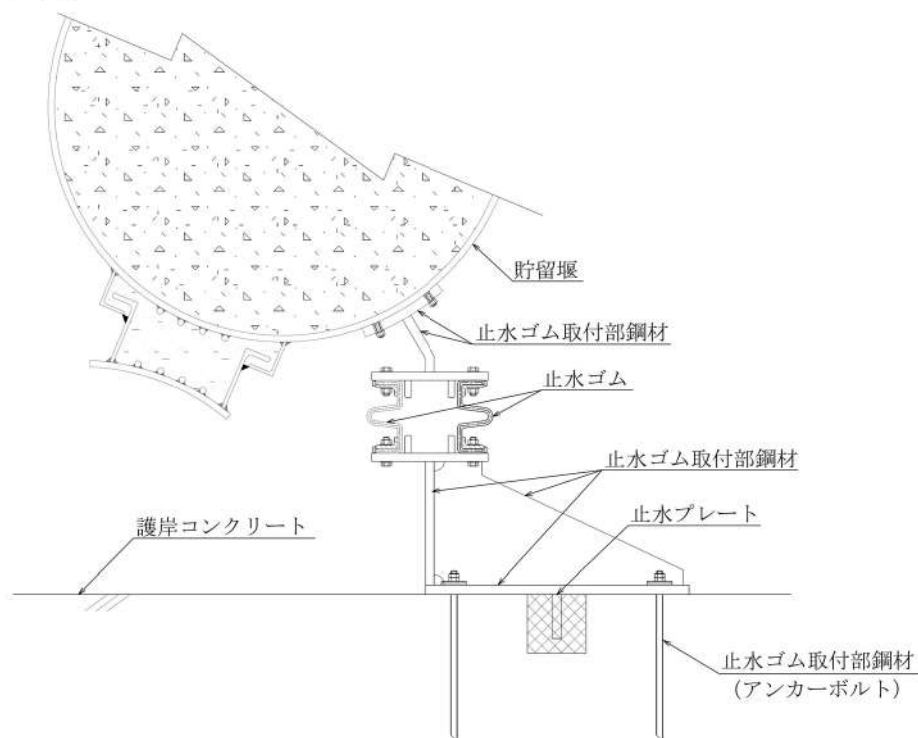 貯留堰
止水ゴム取付部鋼材
止水ゴム
止水ゴム取付部鋼材
護岸コンクリート
止水プレート
止水ゴム取付部鋼材
（アンカーボルト）